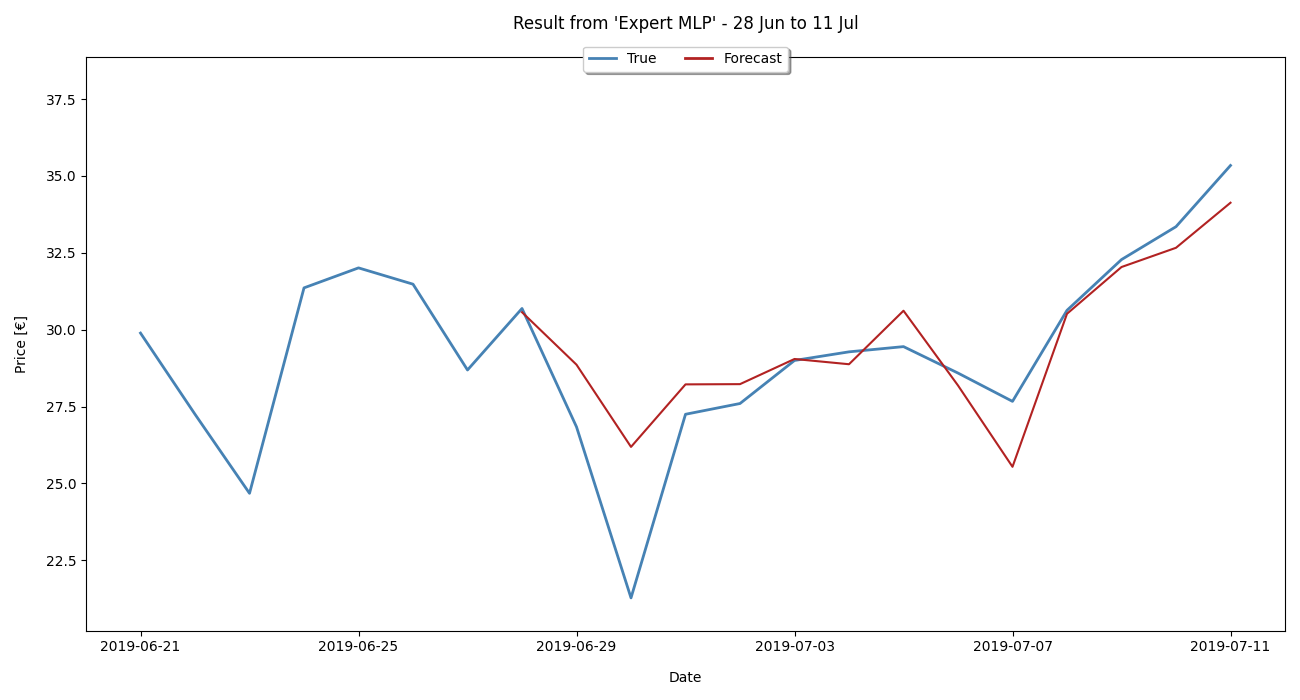 Result from 'Expert MLP' - 28 Jun to 11 Jul
True Forecast
37.5
35.0
32.5
30.0
27.5
25.0
22.5
Price [€]
2019-06-21 2019-06-25 2019-06-29 2019-07-03 2019-07-07 2019-07-11
Date